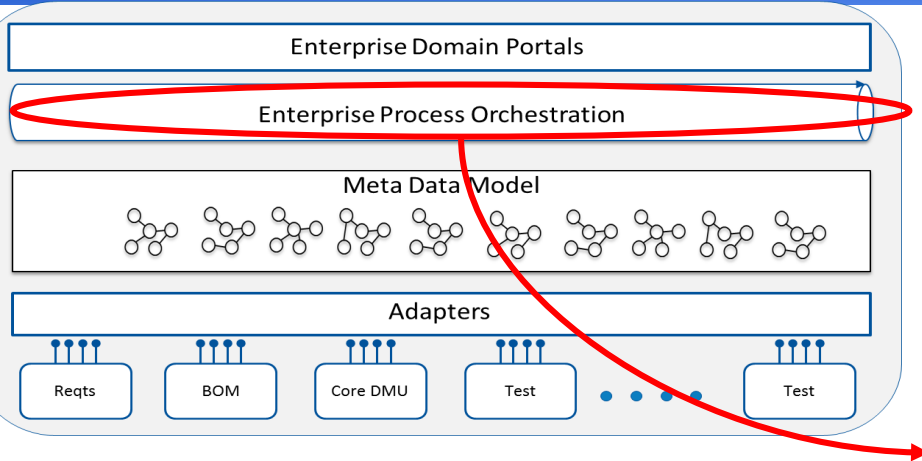 Enterprise Domain Portals
Enterprise Process Orchestration
Meta Data Model
Adapters
Reqts
BOM
Core DMU
Test
Test